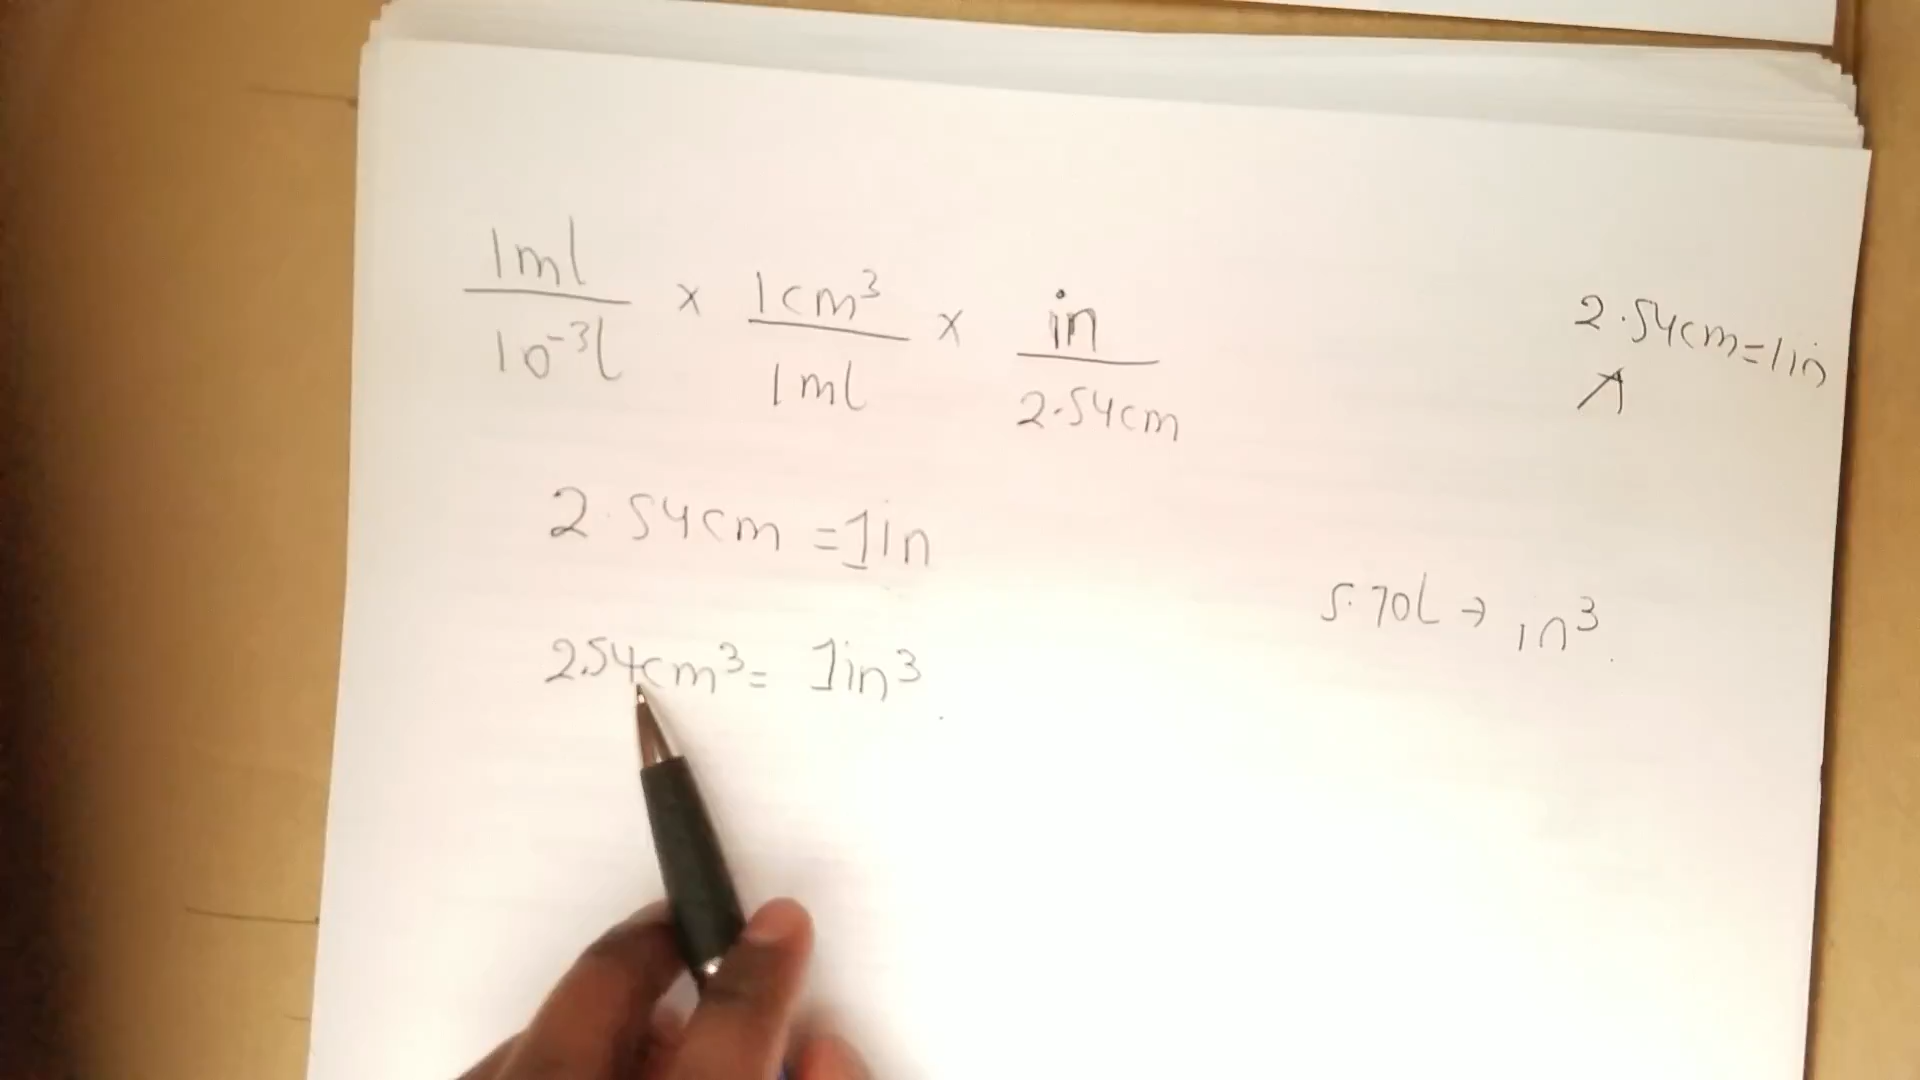 1ml / 10⁻³l × 1cm³ / 1ml × in / 2.54cm
2.54cm=1in
2.54cm =1in
5.70l → in³.
2.54cm³= 1in³